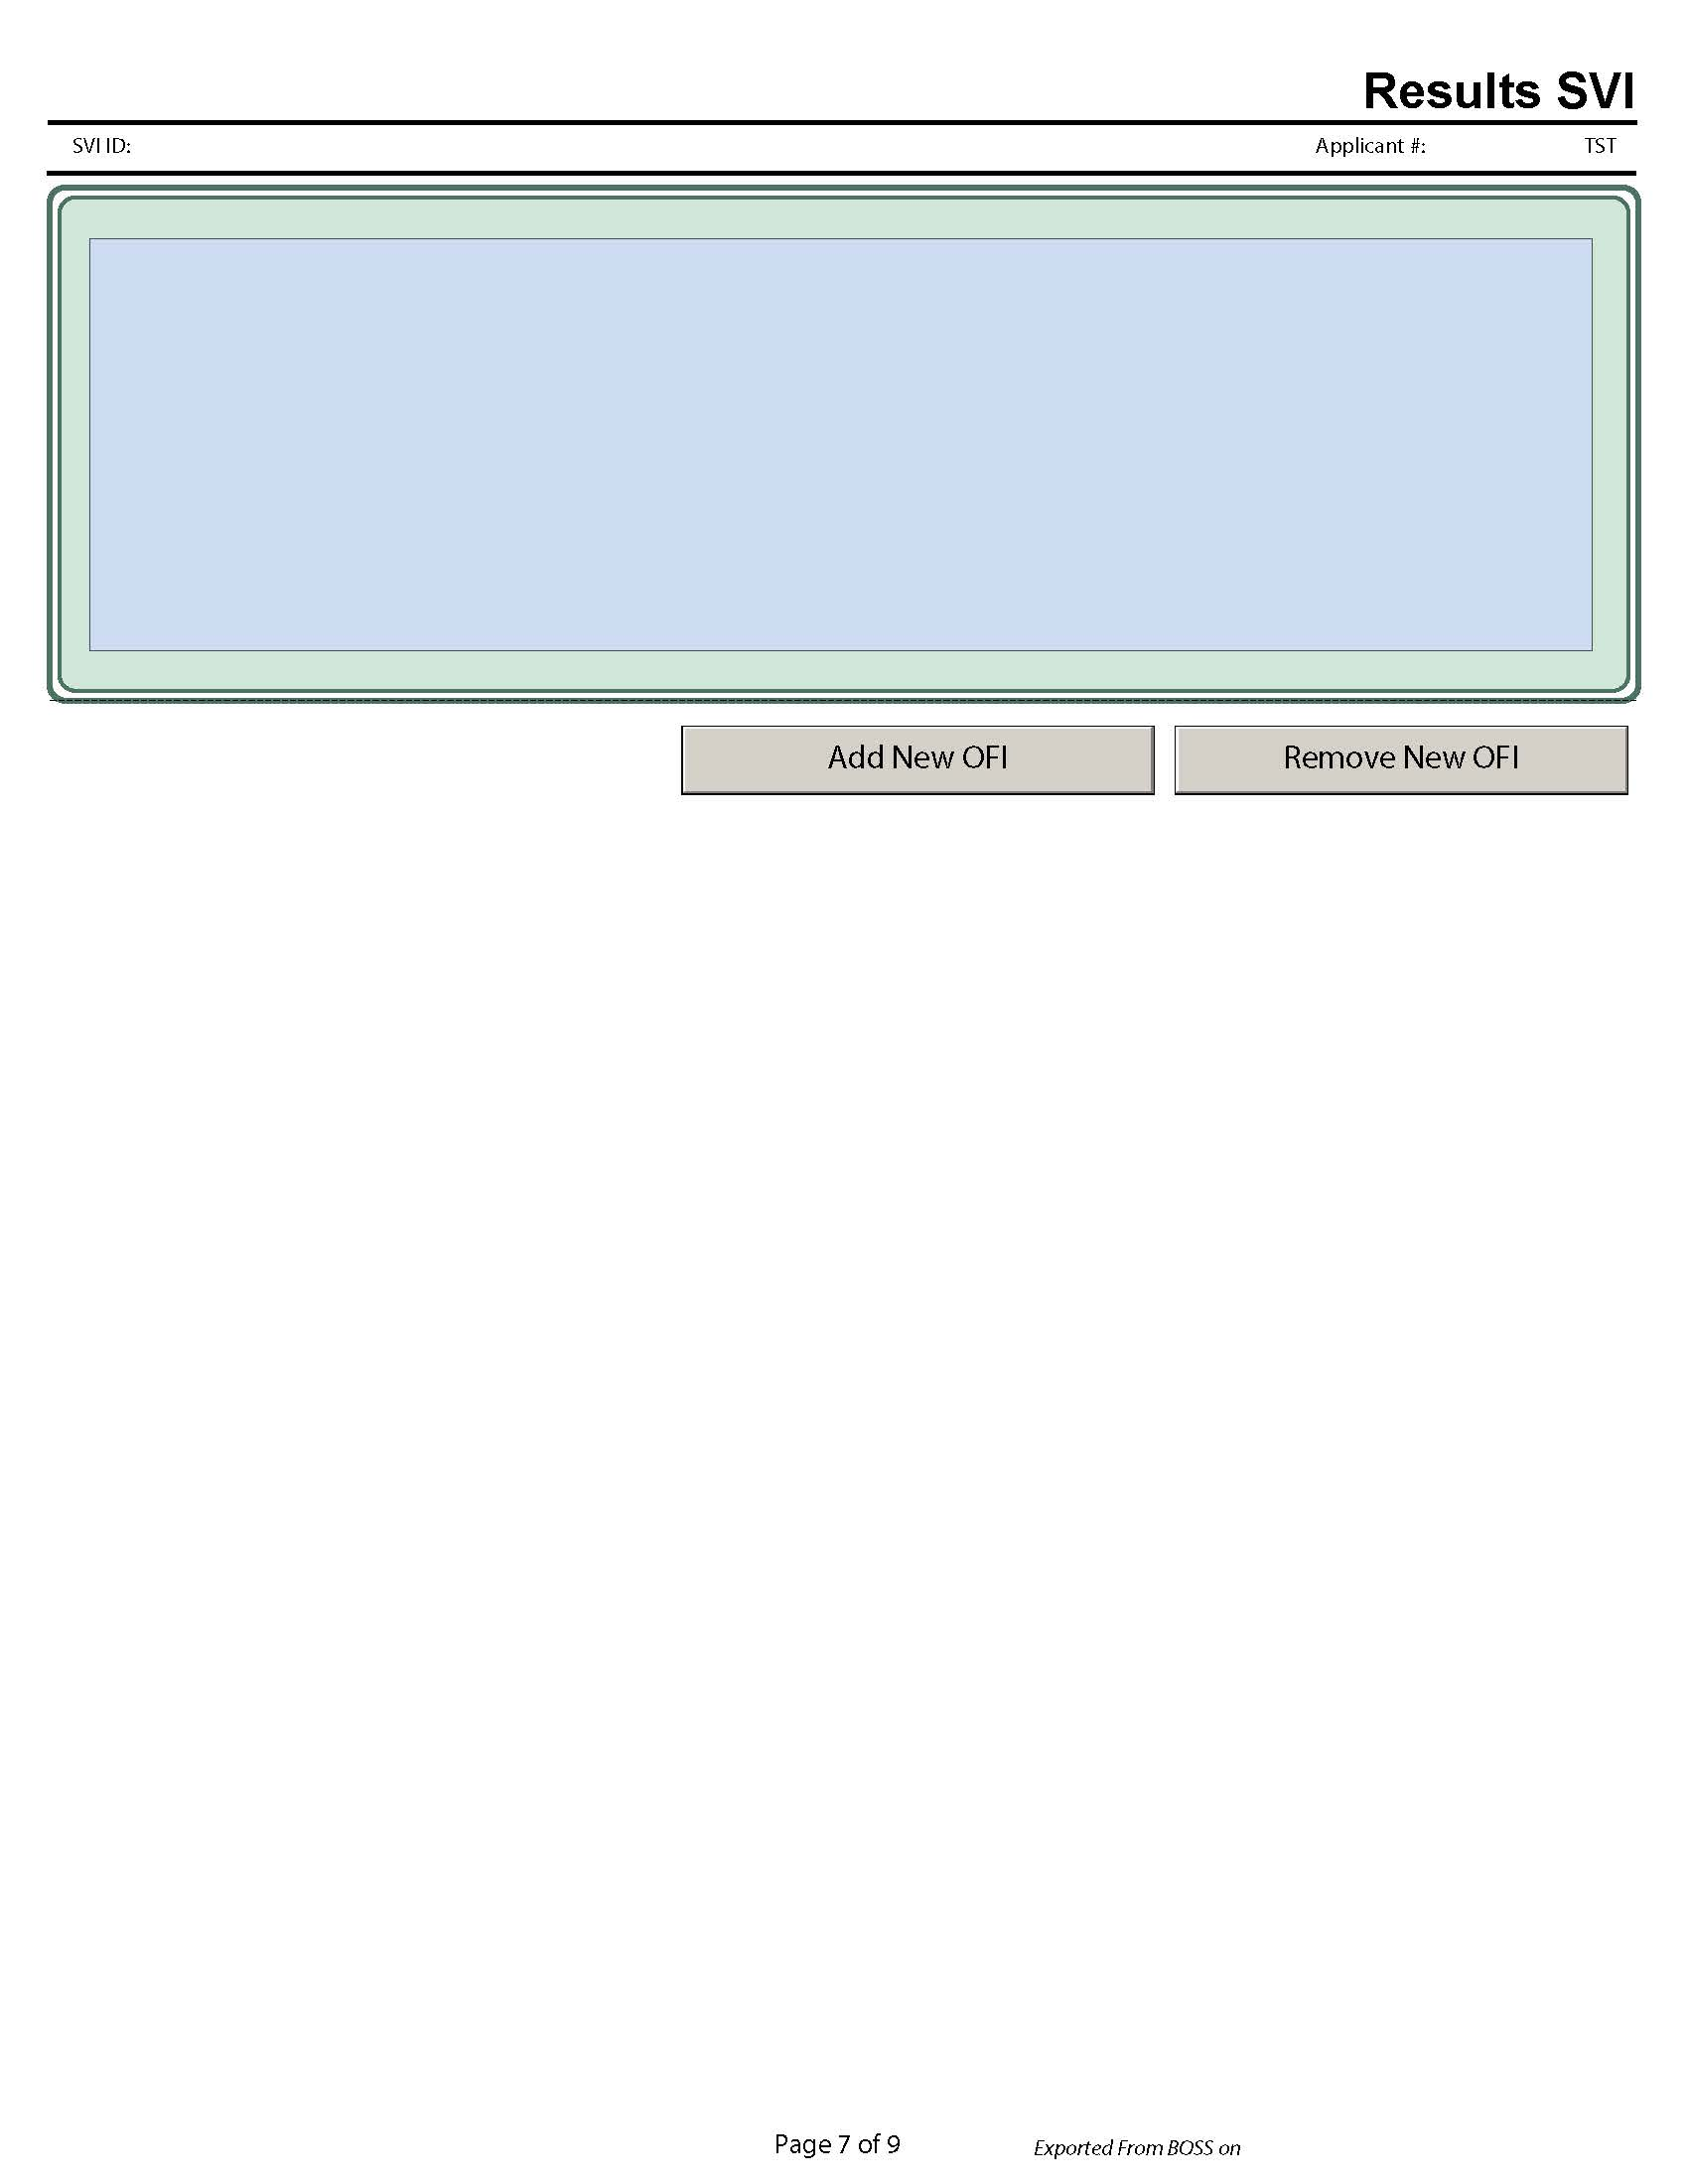 Results SVI
SVI ID: Applicant #: TST
Add New OFI Remove New OFI
Page 7 of 9 Exported From BOSS on